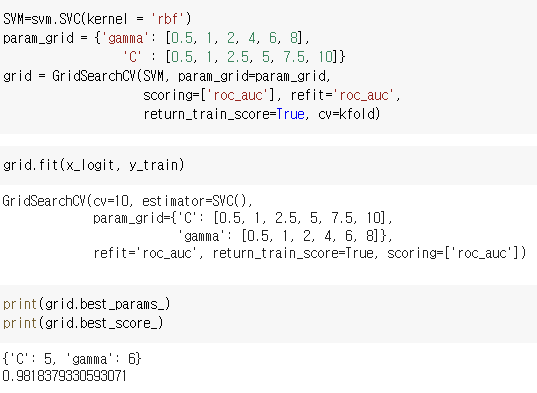 SVM=svm.SVC(kernel = 'rbf')
param_grid = {'gamma': [0.5, 1, 2, 4, 6, 8],
'C' : [0.5, 1, 2.5, 5, 7.5, 10]}
grid = GridSearchCV(SVM, param_grid=param_grid,
scoring=['roc_auc'], refit='roc_auc',
return_train_score=True, cv=kfold)
grid.fit(x_logit, y_train)
GridSearchCV(cv=10, estimator=SVC(),
param_grid={'C': [0.5, 1, 2.5, 5, 7.5, 10],
'gamma': [0.5, 1, 2, 4, 6, 8]},
refit='roc_auc', return_train_score=True, scoring=['roc_auc'])
print(grid.best_params_)
print(grid.best_score_)
{'C': 5, 'gamma': 6}
0.9818379330593071